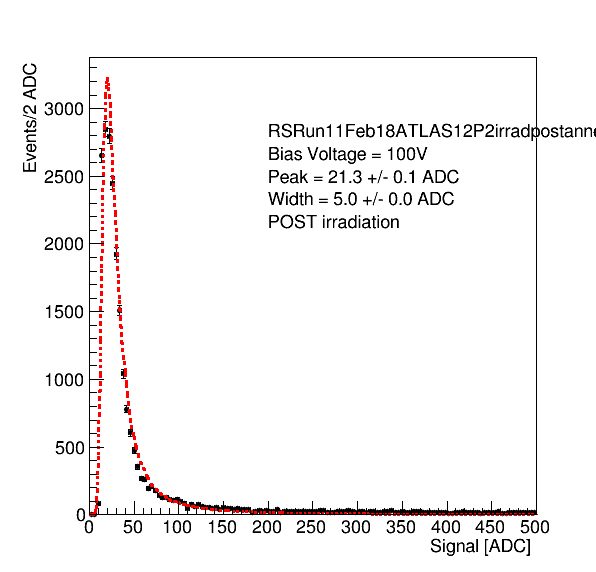 Events/2 ADC
3000
2500
2000
1500
1000
500
0
RSRun11Feb18ATLAS12P2irradpostanne
Bias Voltage = 100V
Peak = 21.3 +/- 0.1 ADC
Width = 5.0 +/- 0.0 ADC
POST irradiation
0 50 100 150 200 250 300 350 400 450 500
Signal [ADC]